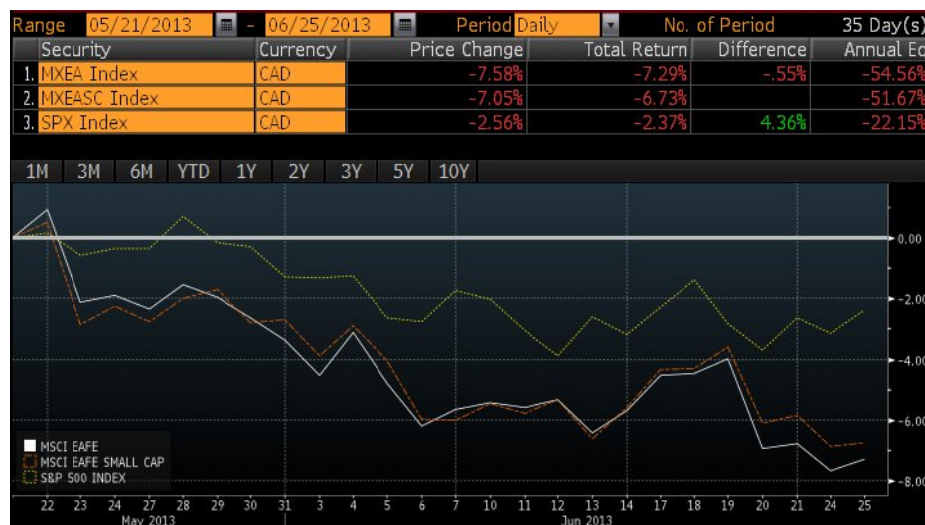 Range 05/21/2013 - 06/25/2013 Period Daily No. of Period 35 Day(s)
Security Currency Price Change Total Return Difference Annual Eq
1. MXEA Index CAD -7.58% -7.29% -.55% -54.56%
2. MXEASC Index CAD -7.05% -6.73% -51.67%
3. SPX Index CAD -2.56% -2.37% 4.36% -22.15%
1M 3M 6M YTD 1Y 2Y 3Y 5Y 10Y
0.00
-2.00
-4.00
-6.00
-8.00
MSCI EAFE
MSCI EAFE SMALL CAP
S&P 500 INDEX
22 23 24 27 28 29 30 31 3 4 5 6 7 10 11 12 13 14 17 18 19 20 21 24 25
May 2013 Jun 2013